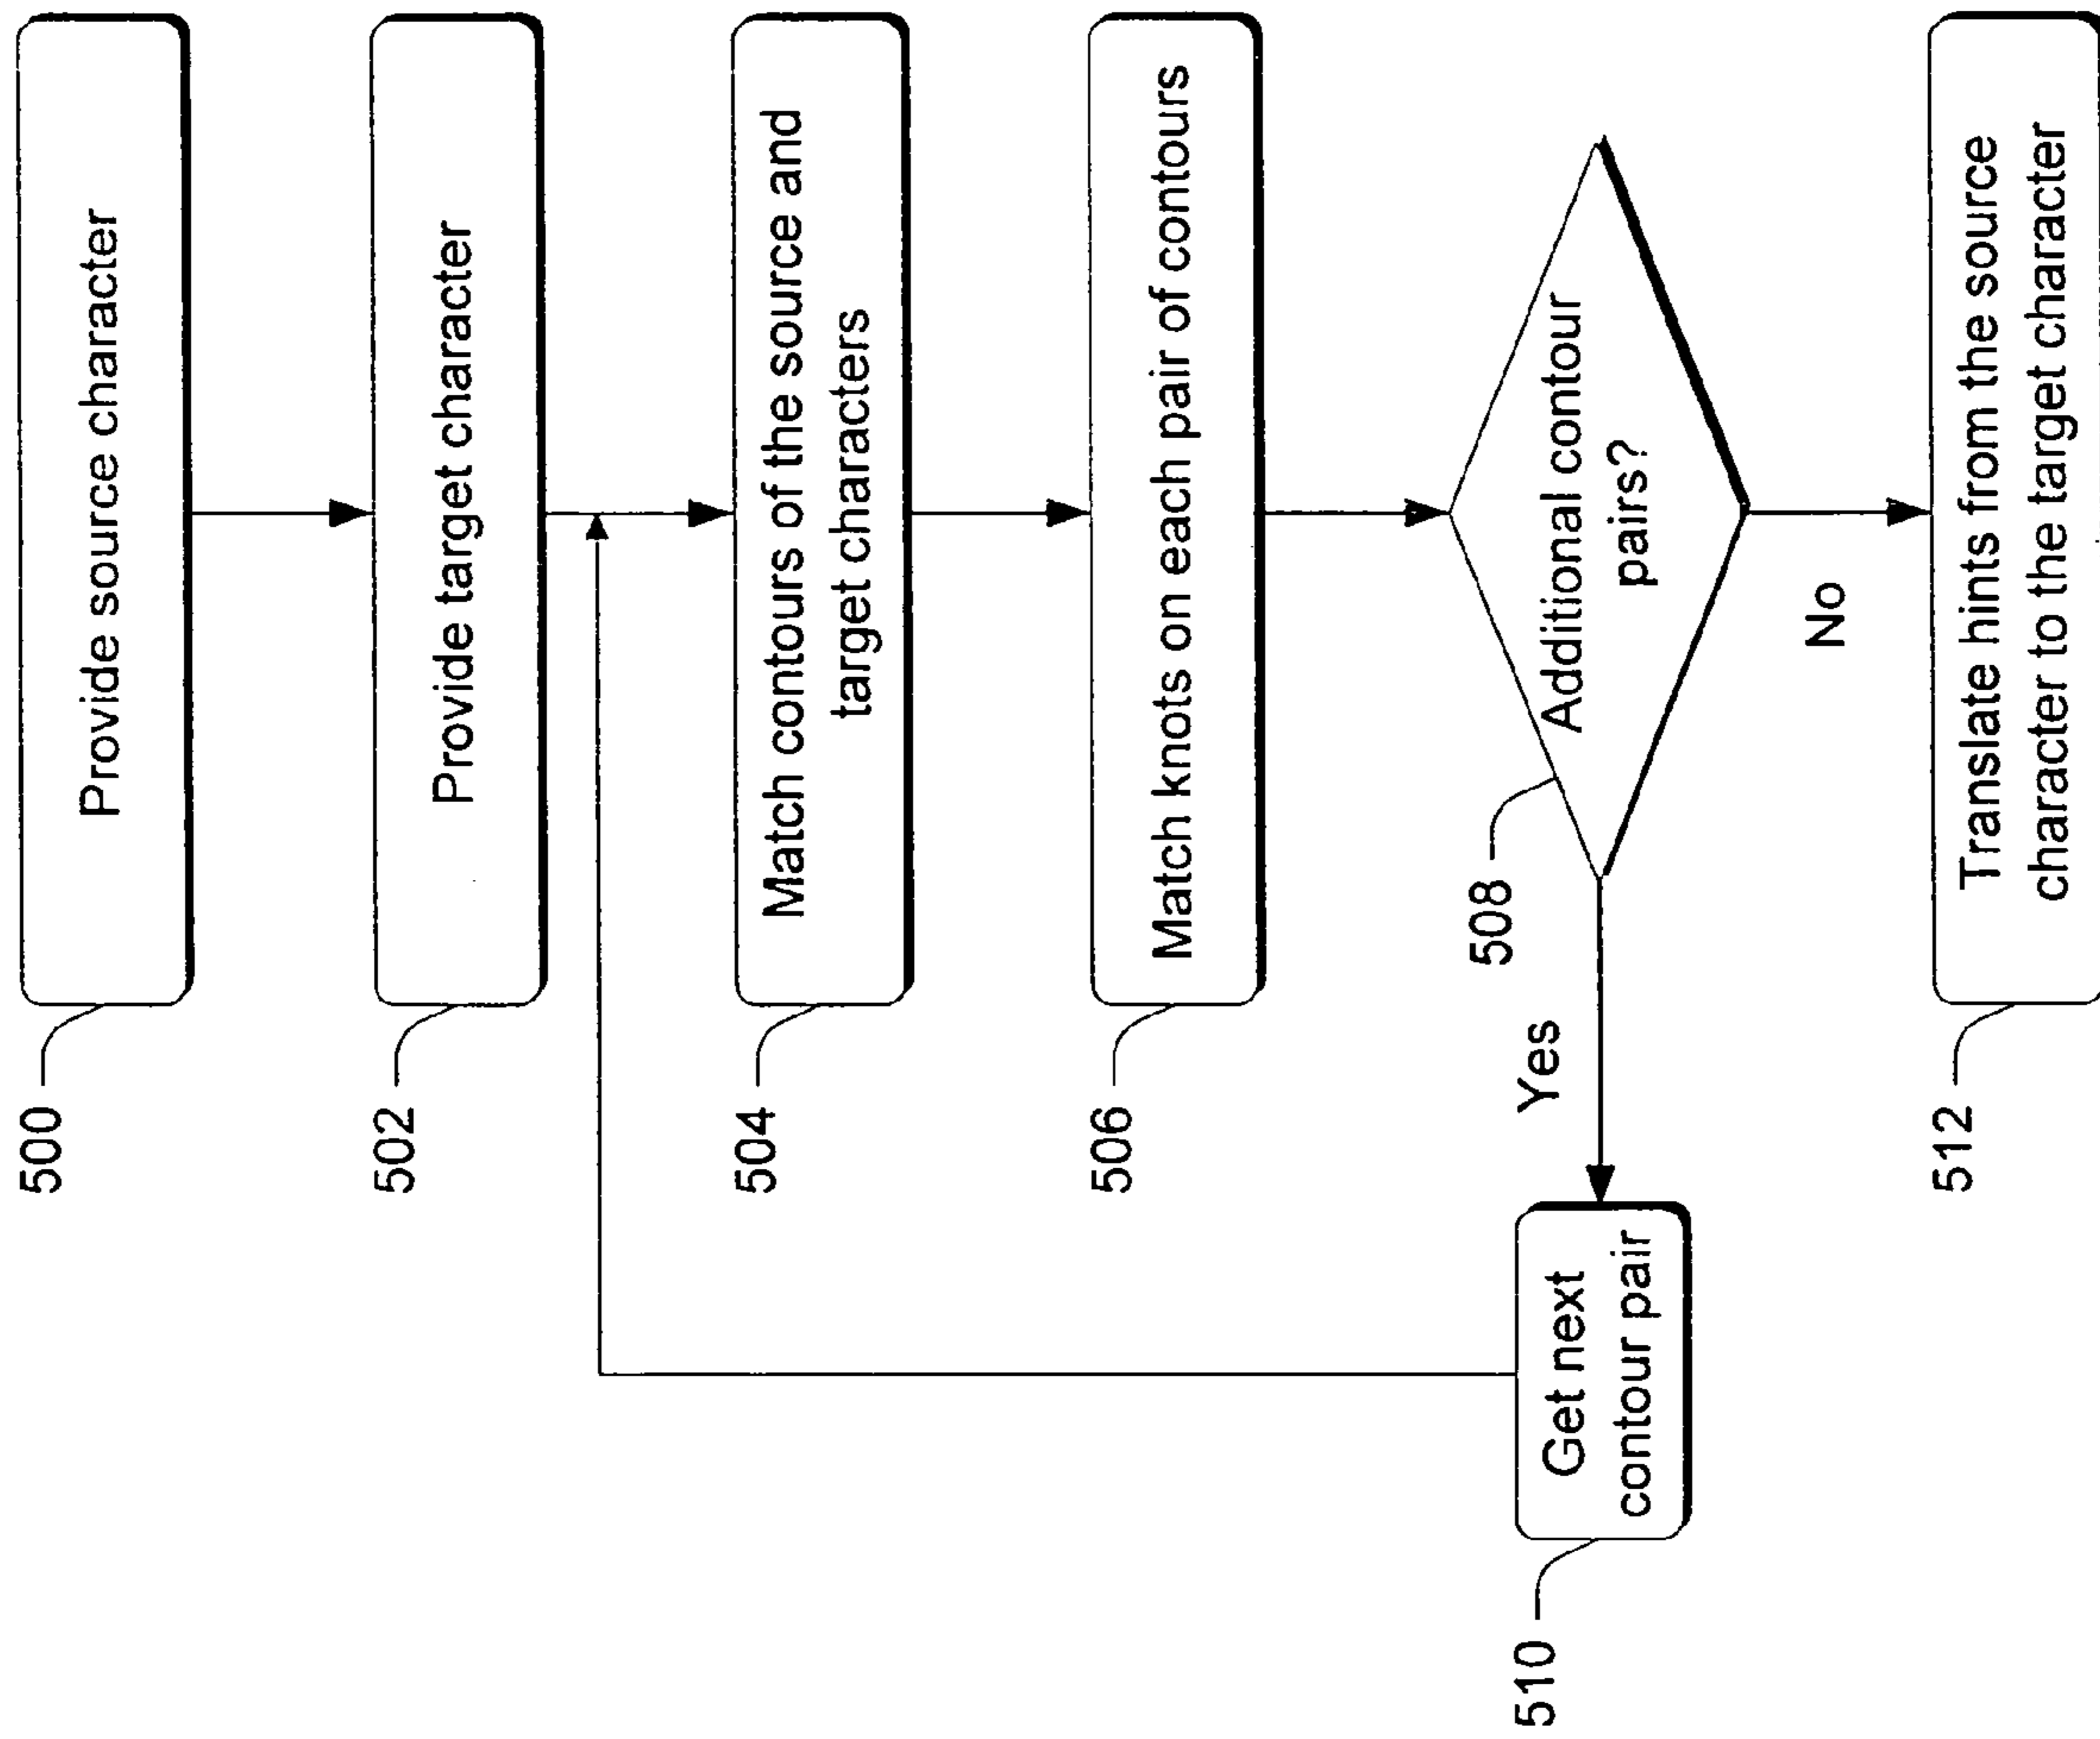 500
Provide source character
502
Provide target character
504
Match contours of the source and
target characters
506
Match knots on each pair of contours
508
Additional contour
pairs?
Yes
510
Get next
contour pair
No
512
Translate hints from the source
character to the target character